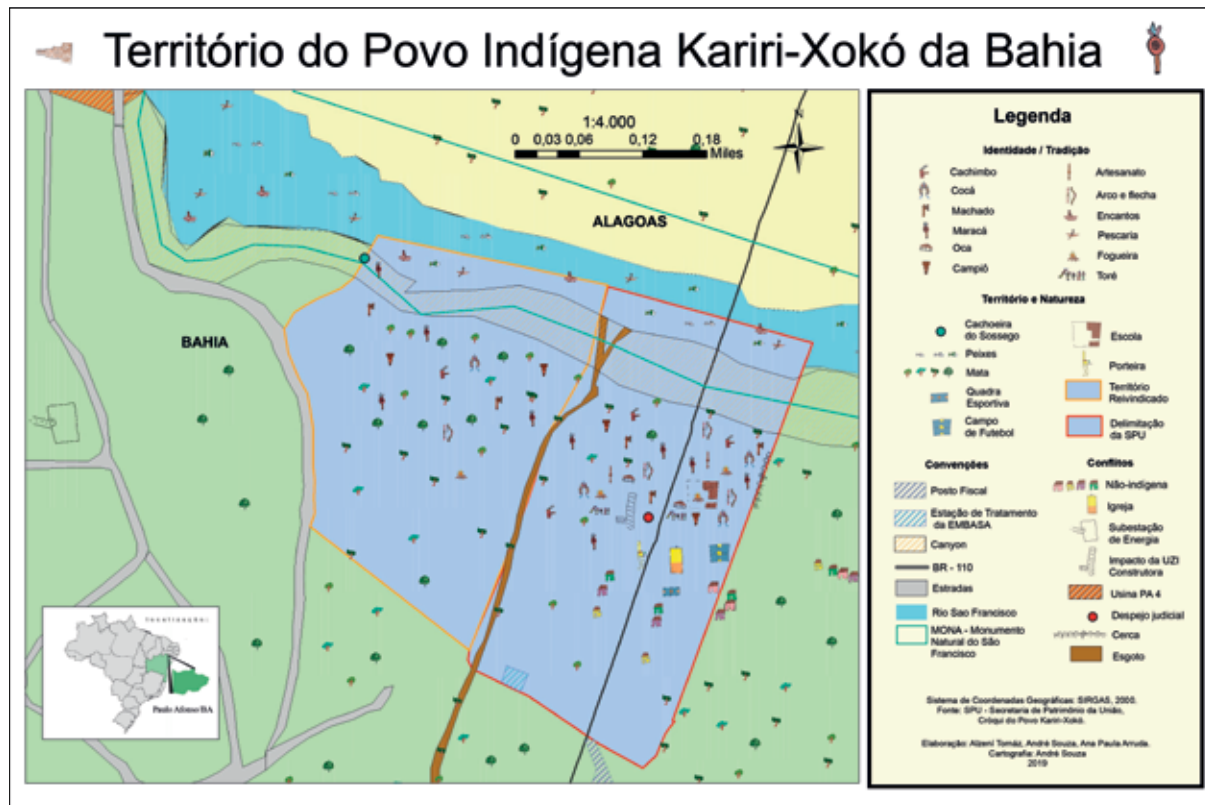 Território do Povo Indígena Kariri-Xokó da Bahia
1:4.000
0 0,03 0,06 0,12 0,18
Miles
N
ALAGOAS
BAHIA
LOCALIZAÇÃO:
Paulo Afonso/BA
Legenda
Identidade / Tradição
Cachimbo
Cocá
Machado
Maracá
Oca
Campiô
Artesanato
Arco e flecha
Encantos
Pescaria
Fogueira
Toré
Território e Natureza
Cachoeira
do Sossego
Peixes
Mata
Quadra
Esportiva
Campo
de Futebol
Escola
Porteira
Território
Reivindicado
Delimitação
da SPU
Convenções
Posto Fiscal
Estação de Tratamento
da EMBASA
Canyon
BR - 110
Estradas
Rio Sao Francisco
MONA - Monumento
Natural do São
Francisco
Conflitos
Não-indígena
Igreja
Subestação
de Energia
Impacto da UZI
Construtora
Usina PA 4
Despejo judicial
Cerca
Esgoto
Sistema de Coordenadas Geográficas: SIRGAS, 2000.
Fonte: SPU - Secretaria de Patrimônio da União,
Cróqui do Povo Kariri-Xokó.
Elaboração: Alzení Tomáz, André Souza, Ana Paula Arruda.
Cartografia: André Souza
2019